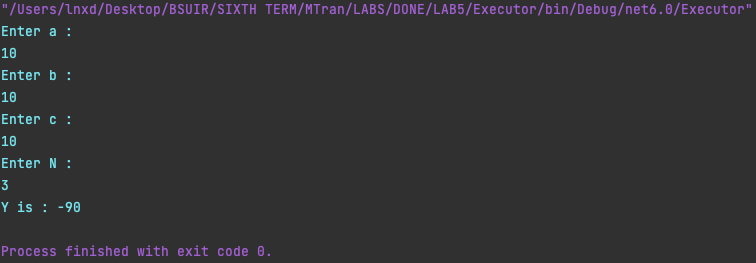 "/Users/lnxd/Desktop/BSUIR/SIXTH TERM/MTran/LABS/DONE/LAB5/Executor/bin/Debug/net6.0/Executor"
Enter a :
10
Enter b :
10
Enter c :
10
Enter N :
3
Y is : -90
Process finished with exit code 0.